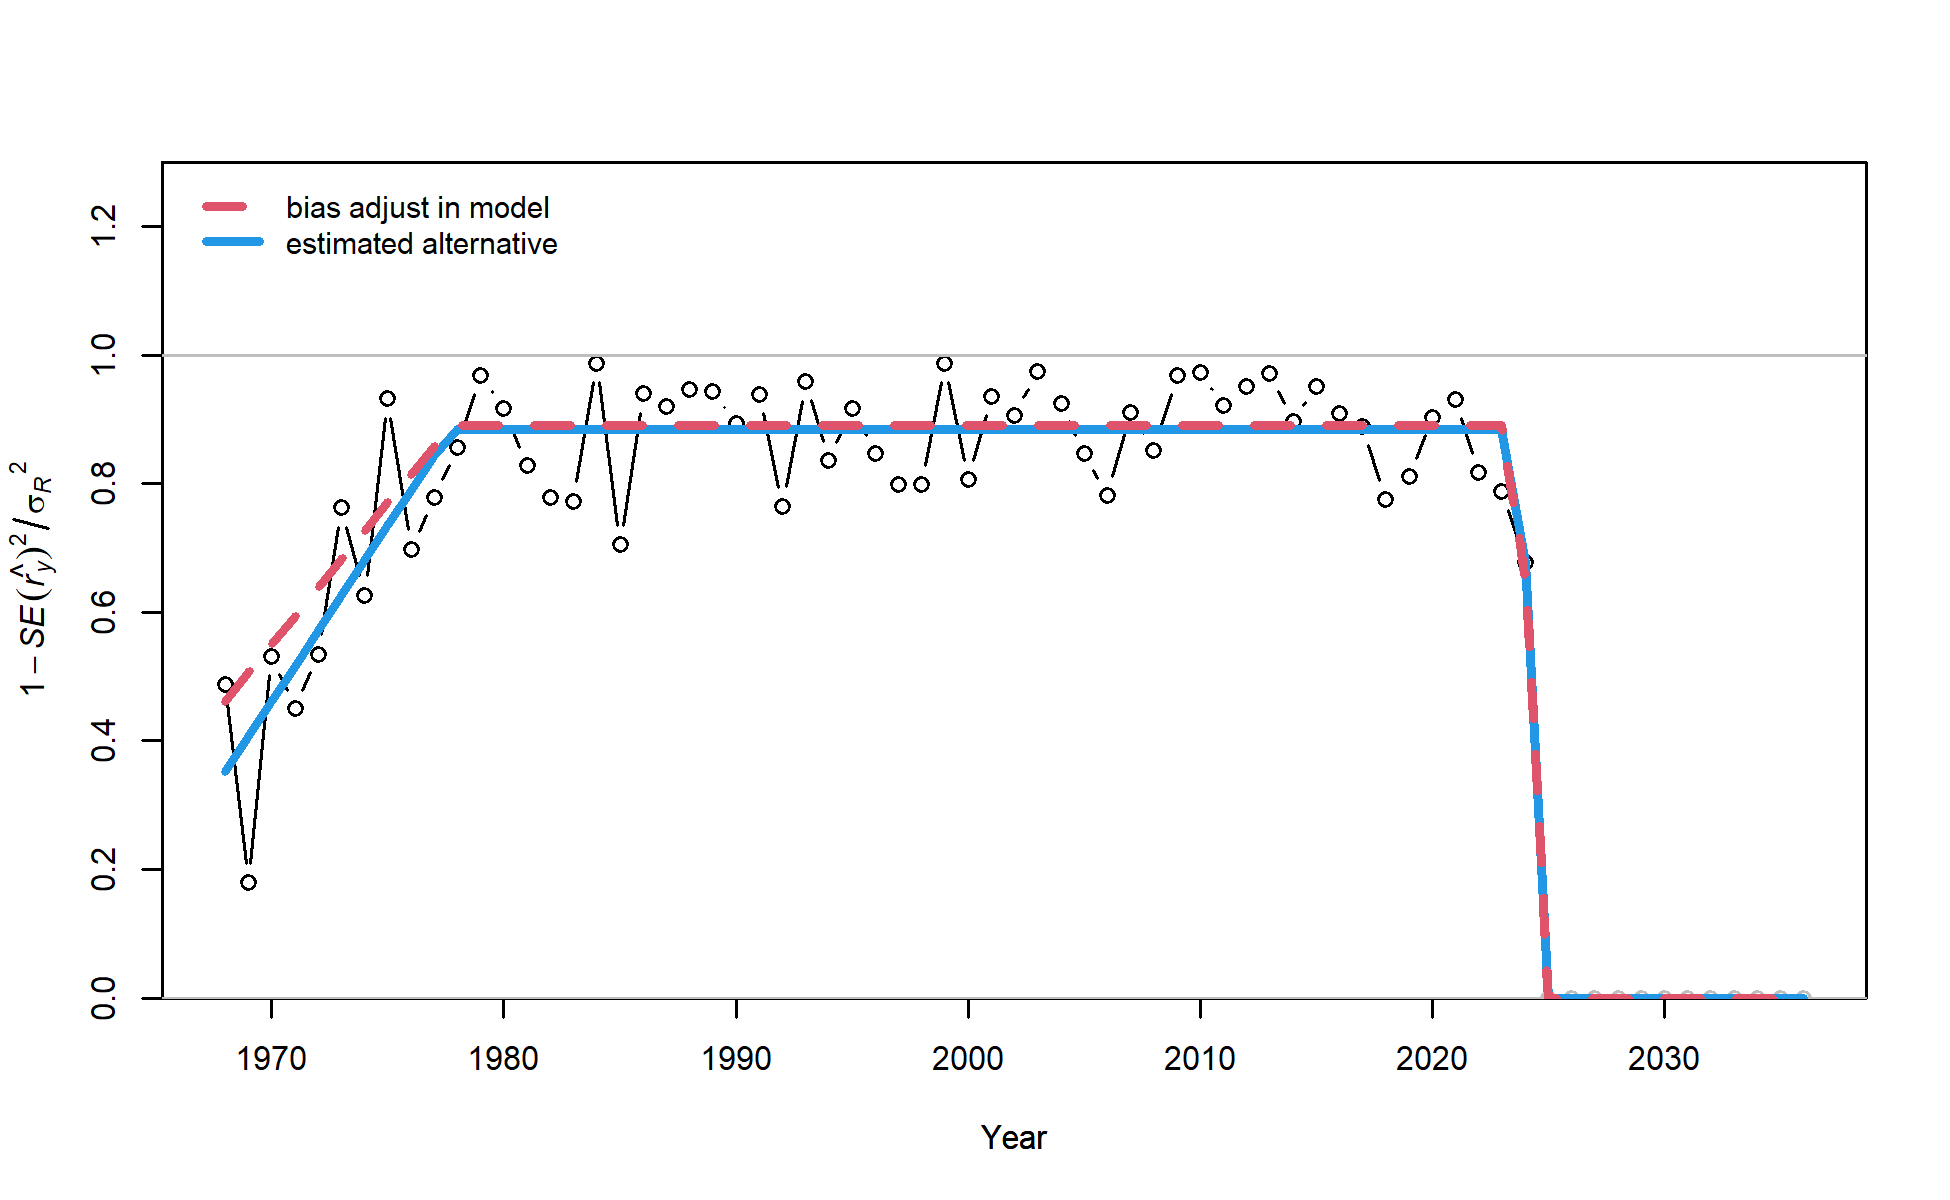 bias adjust in model
estimated alternative
1 − SE(r̂y)² / σR²
1.2
1.0
0.8
0.6
0.4
0.2
0.0
1970 1980 1990 2000 2010 2020 2030
Year